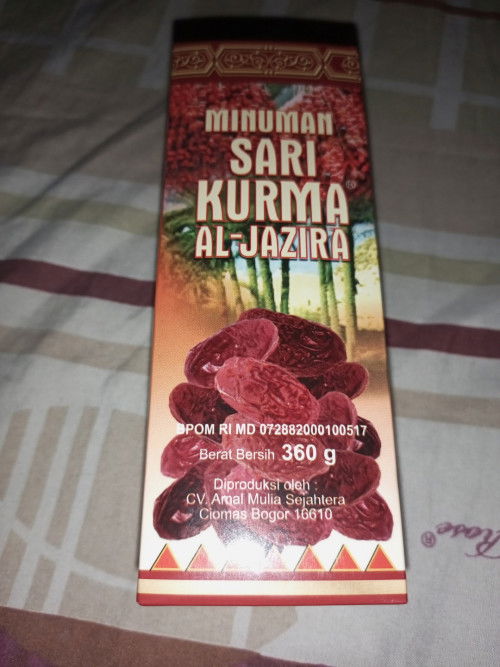 MINUMAN
SARI
KURMA®
AL-JAZIRA
BPOM RI MD 072882000100517
Berat Bersih 360 g
Diproduksi oleh :
CV. Amal Mulia Sejahtera
Ciomas Bogor 16610
Rose®